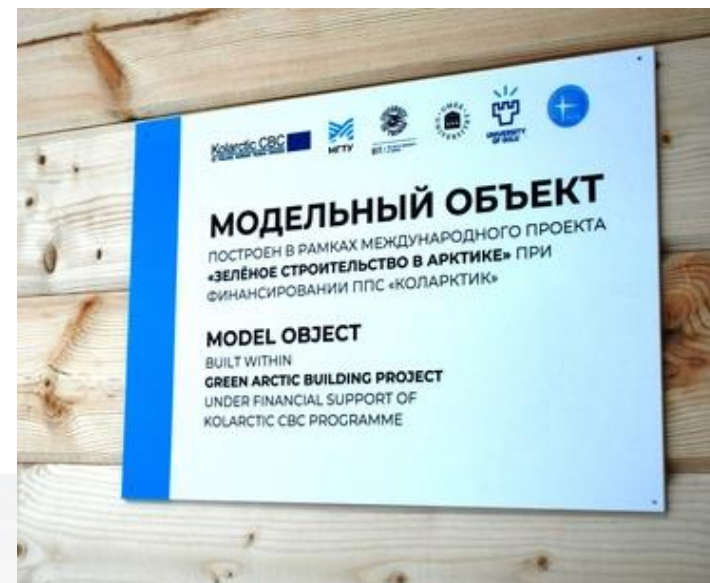 Kolarctic CBC
МГТУ
UNIVERSITY
OF OULU
МОДЕЛЬНЫЙ ОБЪЕКТ
ПОСТРОЕН В РАМКАХ МЕЖДУНАРОДНОГО ПРОЕКТА
«ЗЕЛЁНОЕ СТРОИТЕЛЬСТВО В АРКТИКЕ» ПРИ
ФИНАНСИРОВАНИИ ППС «КОЛАРКТИК»
MODEL OBJECT
BUILT WITHIN
GREEN ARCTIC BUILDING PROJECT
UNDER FINANCIAL SUPPORT OF
KOLARCTIC CBC PROGRAMME